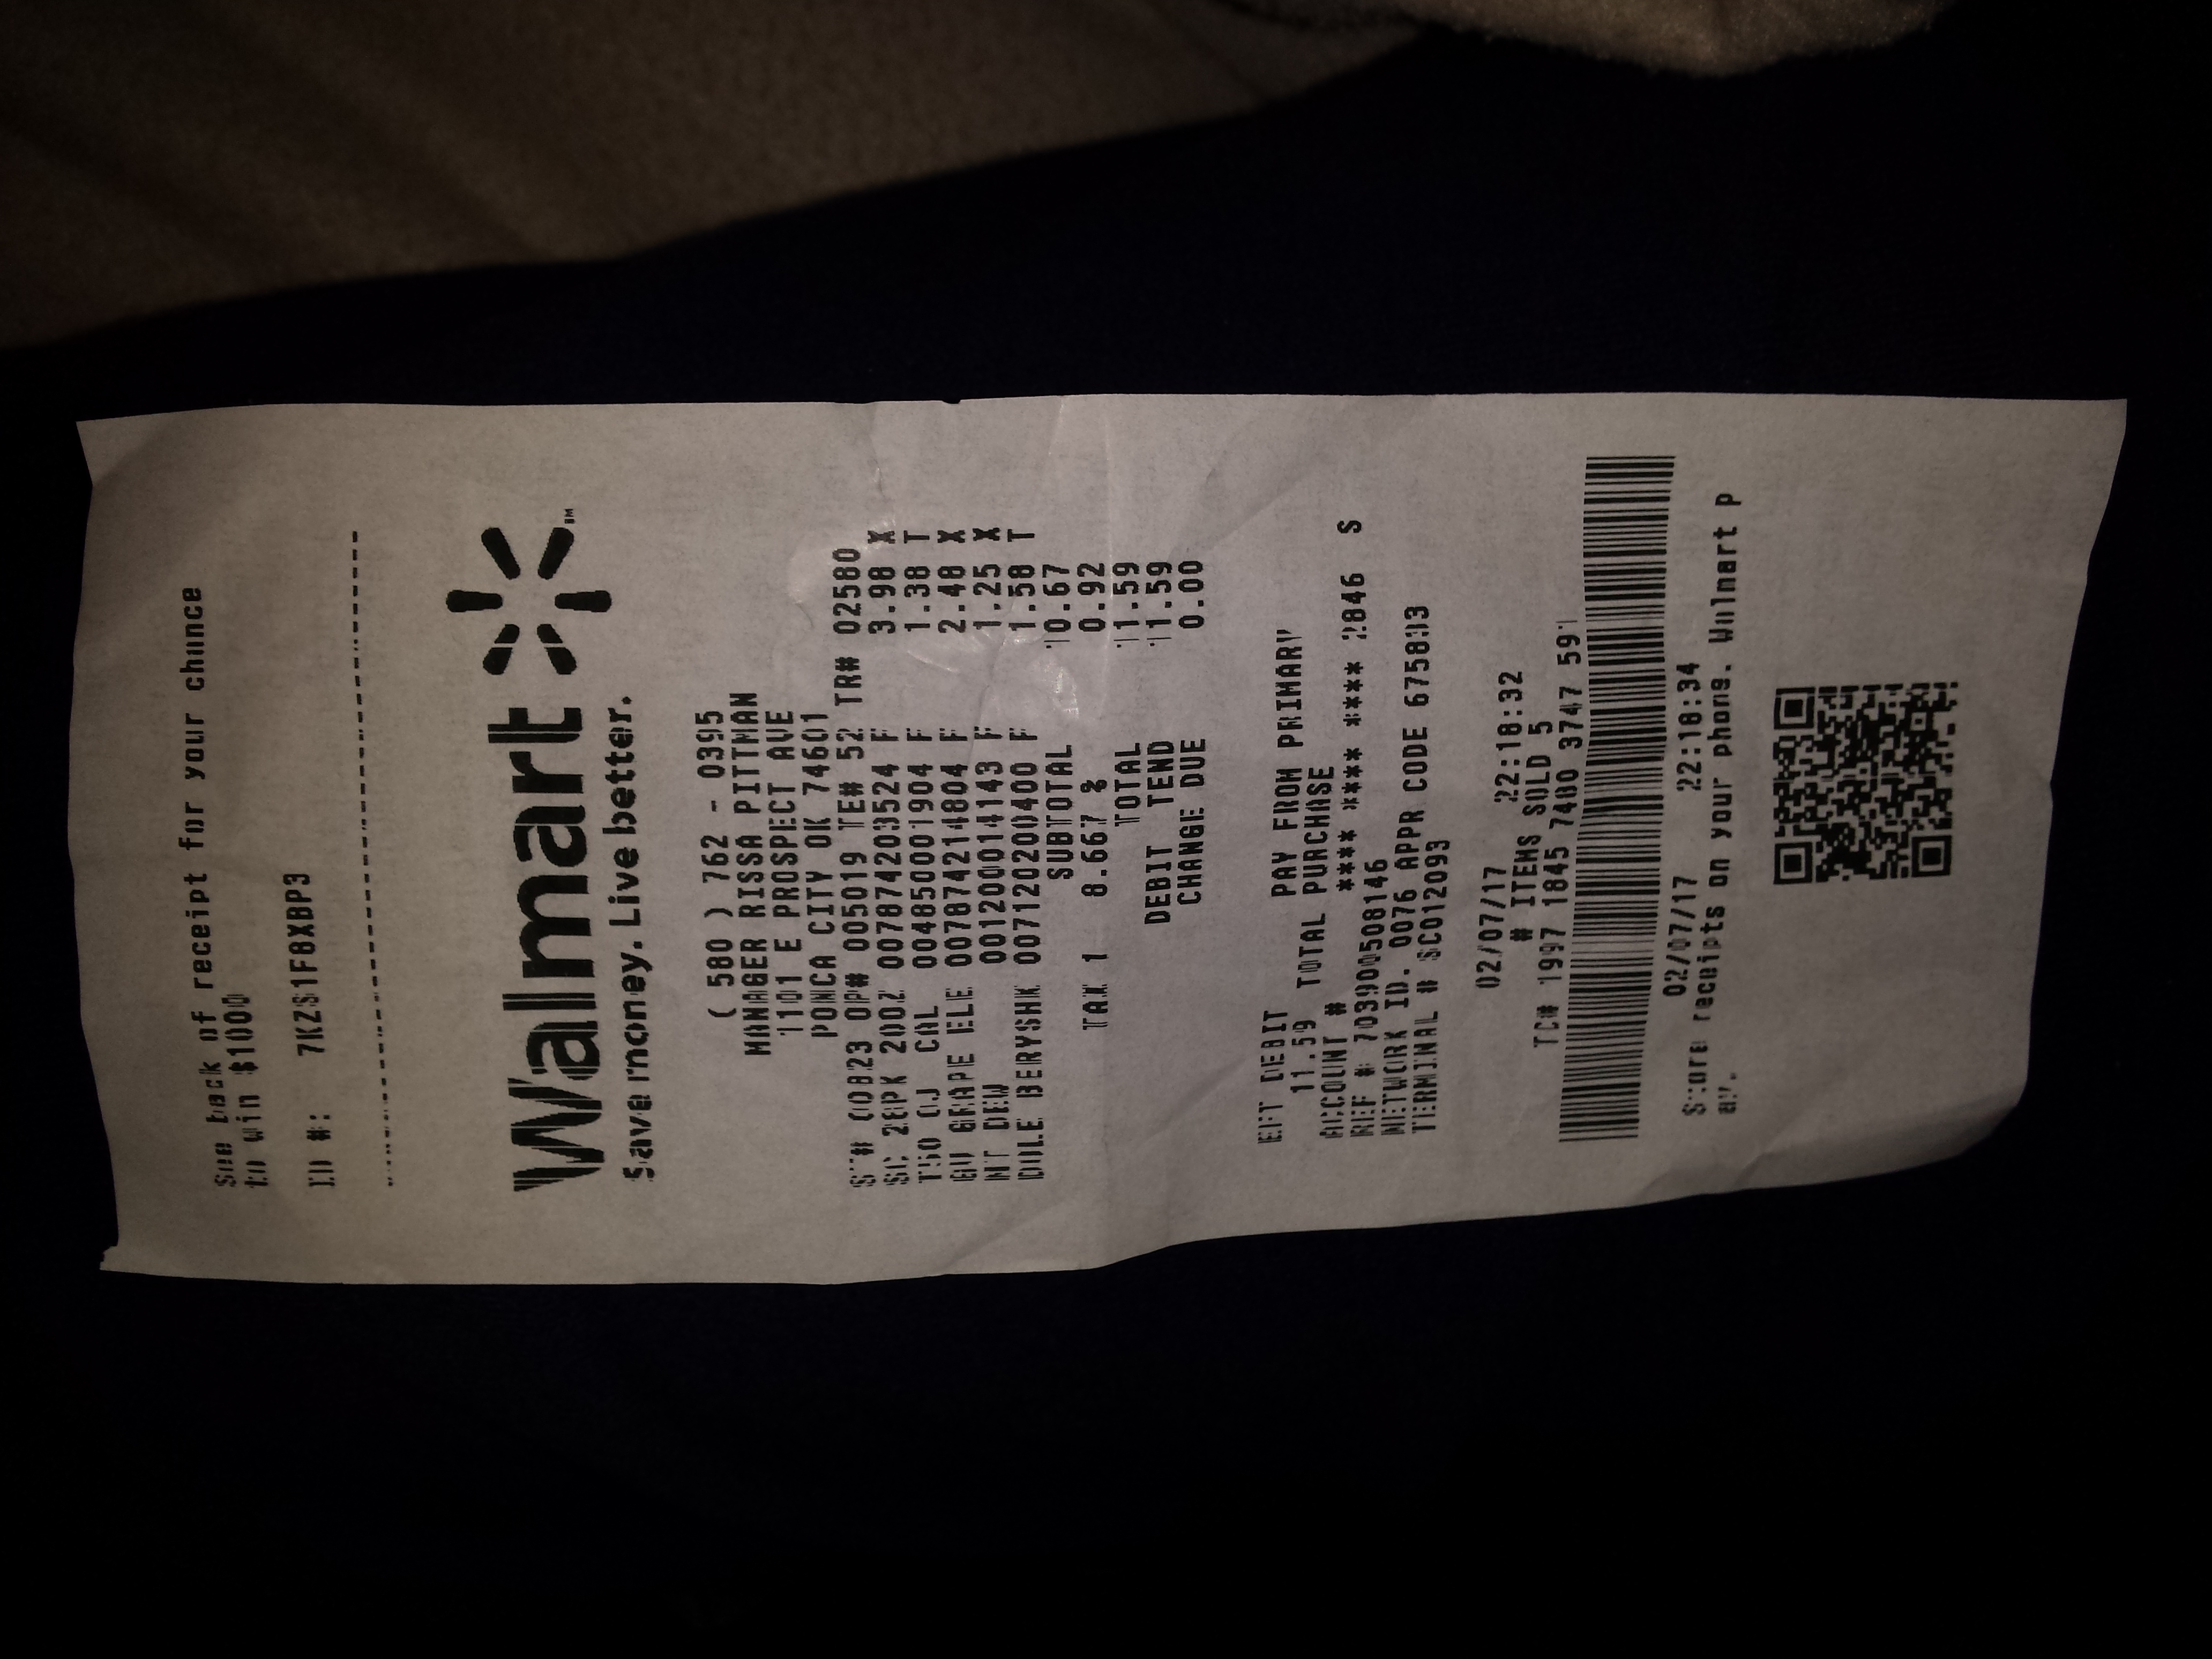 See back of receipt for your chance
to win $1000
ID #: 7KZS1F8XBP3
Walmart
Save money. Live better.
( 580 ) 762 - 0395
MANAGER RISSA PITTMAN
1101 E PROSPECT AVE
PONCA CITY OK 74601
ST# 00823 OP# 005019 TE# 52 TR# 02580
SC 28PK 20OZ 007874203524 F 3.98 X
T50 OJ CAL 004850001904 F 1.38 T
GV GRAPE ELE 007874214804 F 2.48 X
MT DEW 001200014143 F 1.25 X
DOLE BERYSHK 007120200400 F 1.58 T
SUBTOTAL 10.67
TAX 1 8.667 % 0.92
TOTAL 11.59
DEBIT TEND 11.59
CHANGE DUE 0.00
EFT DEBIT PAY FROM PRIMARY
11.59 TOTAL PURCHASE
ACCOUNT # **** **** **** 2846 S
REF # 703900508146
NETWORK ID. 0076 APPR CODE 675833
TERMINAL # SC012093
02/07/17 22:18:32
# ITEMS SOLD 5
TC# 1997 1845 7480 3747 591
02/07/17 22:18:34
Store receipts on your phone. Walmart P
ay.